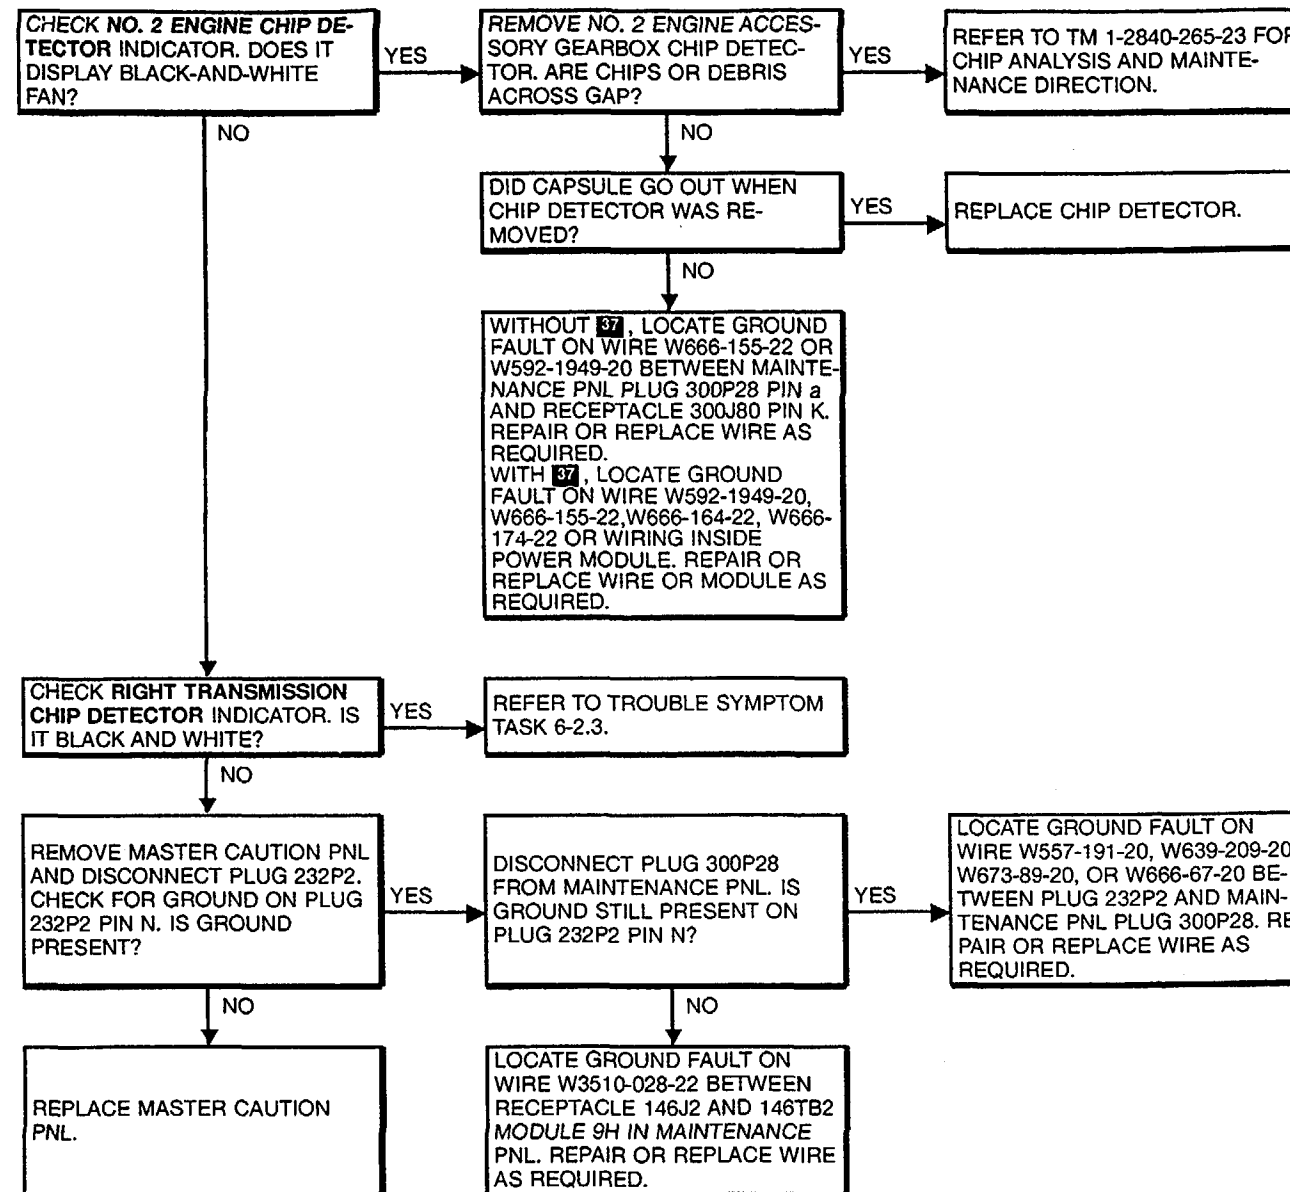 CHECK NO. 2 ENGINE CHIP DE-
TECTOR INDICATOR. DOES IT
DISPLAY BLACK-AND-WHITE
FAN?
YES
REMOVE NO. 2 ENGINE ACCES-
SORY GEARBOX CHIP DETEC-
TOR. ARE CHIPS OR DEBRIS
ACROSS GAP?
YES
REFER TO TM 1-2840-265-23 FOR
CHIP ANALYSIS AND MAINTE-
NANCE DIRECTION.
NO
NO
DID CAPSULE GO OUT WHEN
CHIP DETECTOR WAS RE-
MOVED?
YES
REPLACE CHIP DETECTOR.
NO
WITHOUT 37, LOCATE GROUND
FAULT ON WIRE W666-155-22 OR
W592-1949-20 BETWEEN MAINTE-
NANCE PNL PLUG 300P28 PIN a
AND RECEPTACLE 300J80 PIN K.
REPAIR OR REPLACE WIRE AS
REQUIRED.
WITH 37, LOCATE GROUND
FAULT ON WIRE W592-1949-20,
W666-155-22,W666-164-22, W666-
174-22 OR WIRING INSIDE
POWER MODULE. REPAIR OR
REPLACE WIRE OR MODULE AS
REQUIRED.
CHECK RIGHT TRANSMISSION
CHIP DETECTOR INDICATOR. IS
IT BLACK AND WHITE?
YES
REFER TO TROUBLE SYMPTOM
TASK 6-2.3.
NO
REMOVE MASTER CAUTION PNL
AND DISCONNECT PLUG 232P2.
CHECK FOR GROUND ON PLUG
232P2 PIN N. IS GROUND
PRESENT?
YES
DISCONNECT PLUG 300P28
FROM MAINTENANCE PNL. IS
GROUND STILL PRESENT ON
PLUG 232P2 PIN N?
YES
LOCATE GROUND FAULT ON
WIRE W557-191-20, W639-209-20
W673-89-20, OR W666-67-20 BE-
TWEEN PLUG 232P2 AND MAIN-
TENANCE PNL PLUG 300P28. RE
PAIR OR REPLACE WIRE AS
REQUIRED.
NO
NO
REPLACE MASTER CAUTION
PNL.
LOCATE GROUND FAULT ON
WIRE W3510-028-22 BETWEEN
RECEPTACLE 146J2 AND 146TB2
MODULE 9H IN MAINTENANCE
PNL. REPAIR OR REPLACE WIRE
AS REQUIRED.